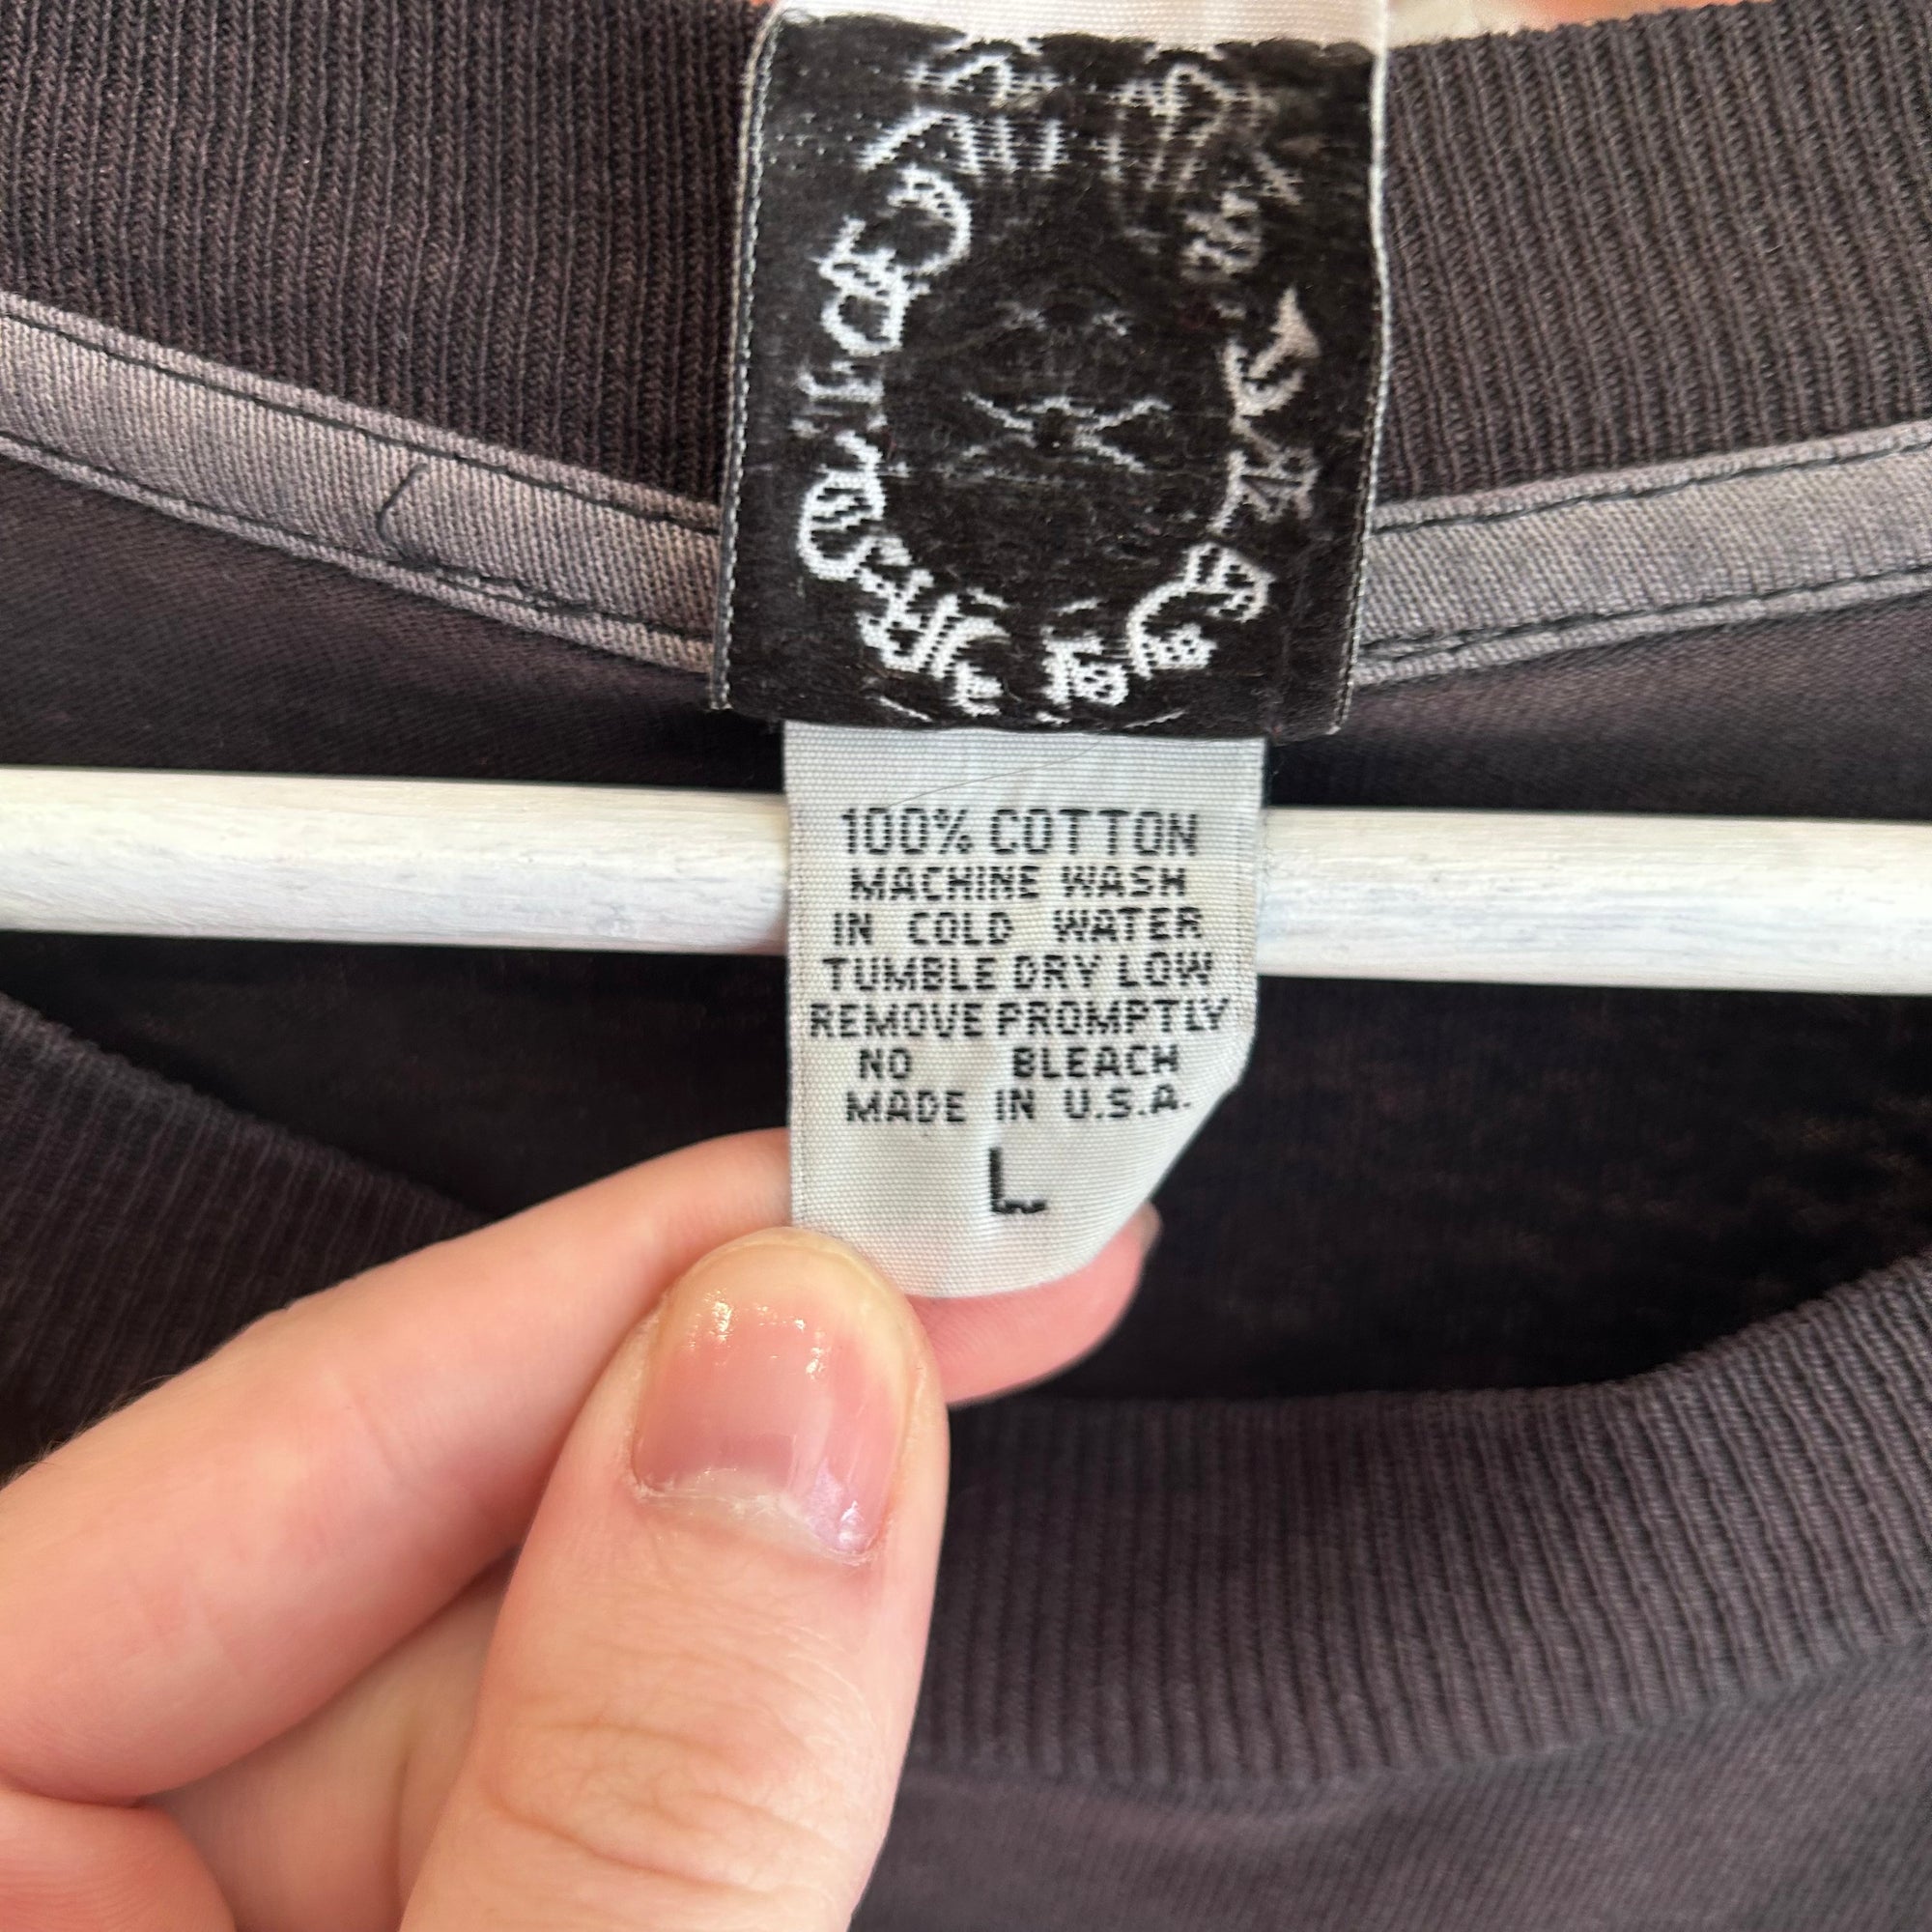 100% COTTON
MACHINE WASH
IN COLD WATER
TUMBLE DRY LOW
REMOVE PROMPTLY
NO BLEACH
MADE IN U.S.A.
L